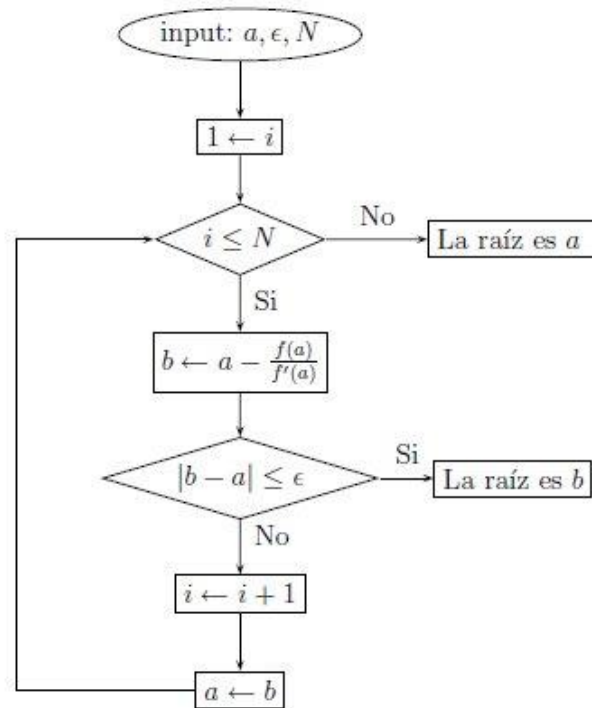 input: a, ϵ, N
1 ← i
i ≤ N
No
La raíz es a
Si
b ← a − f(a)/f′(a)
|b − a| ≤ ϵ
Si
La raíz es b
No
i ← i + 1
a ← b